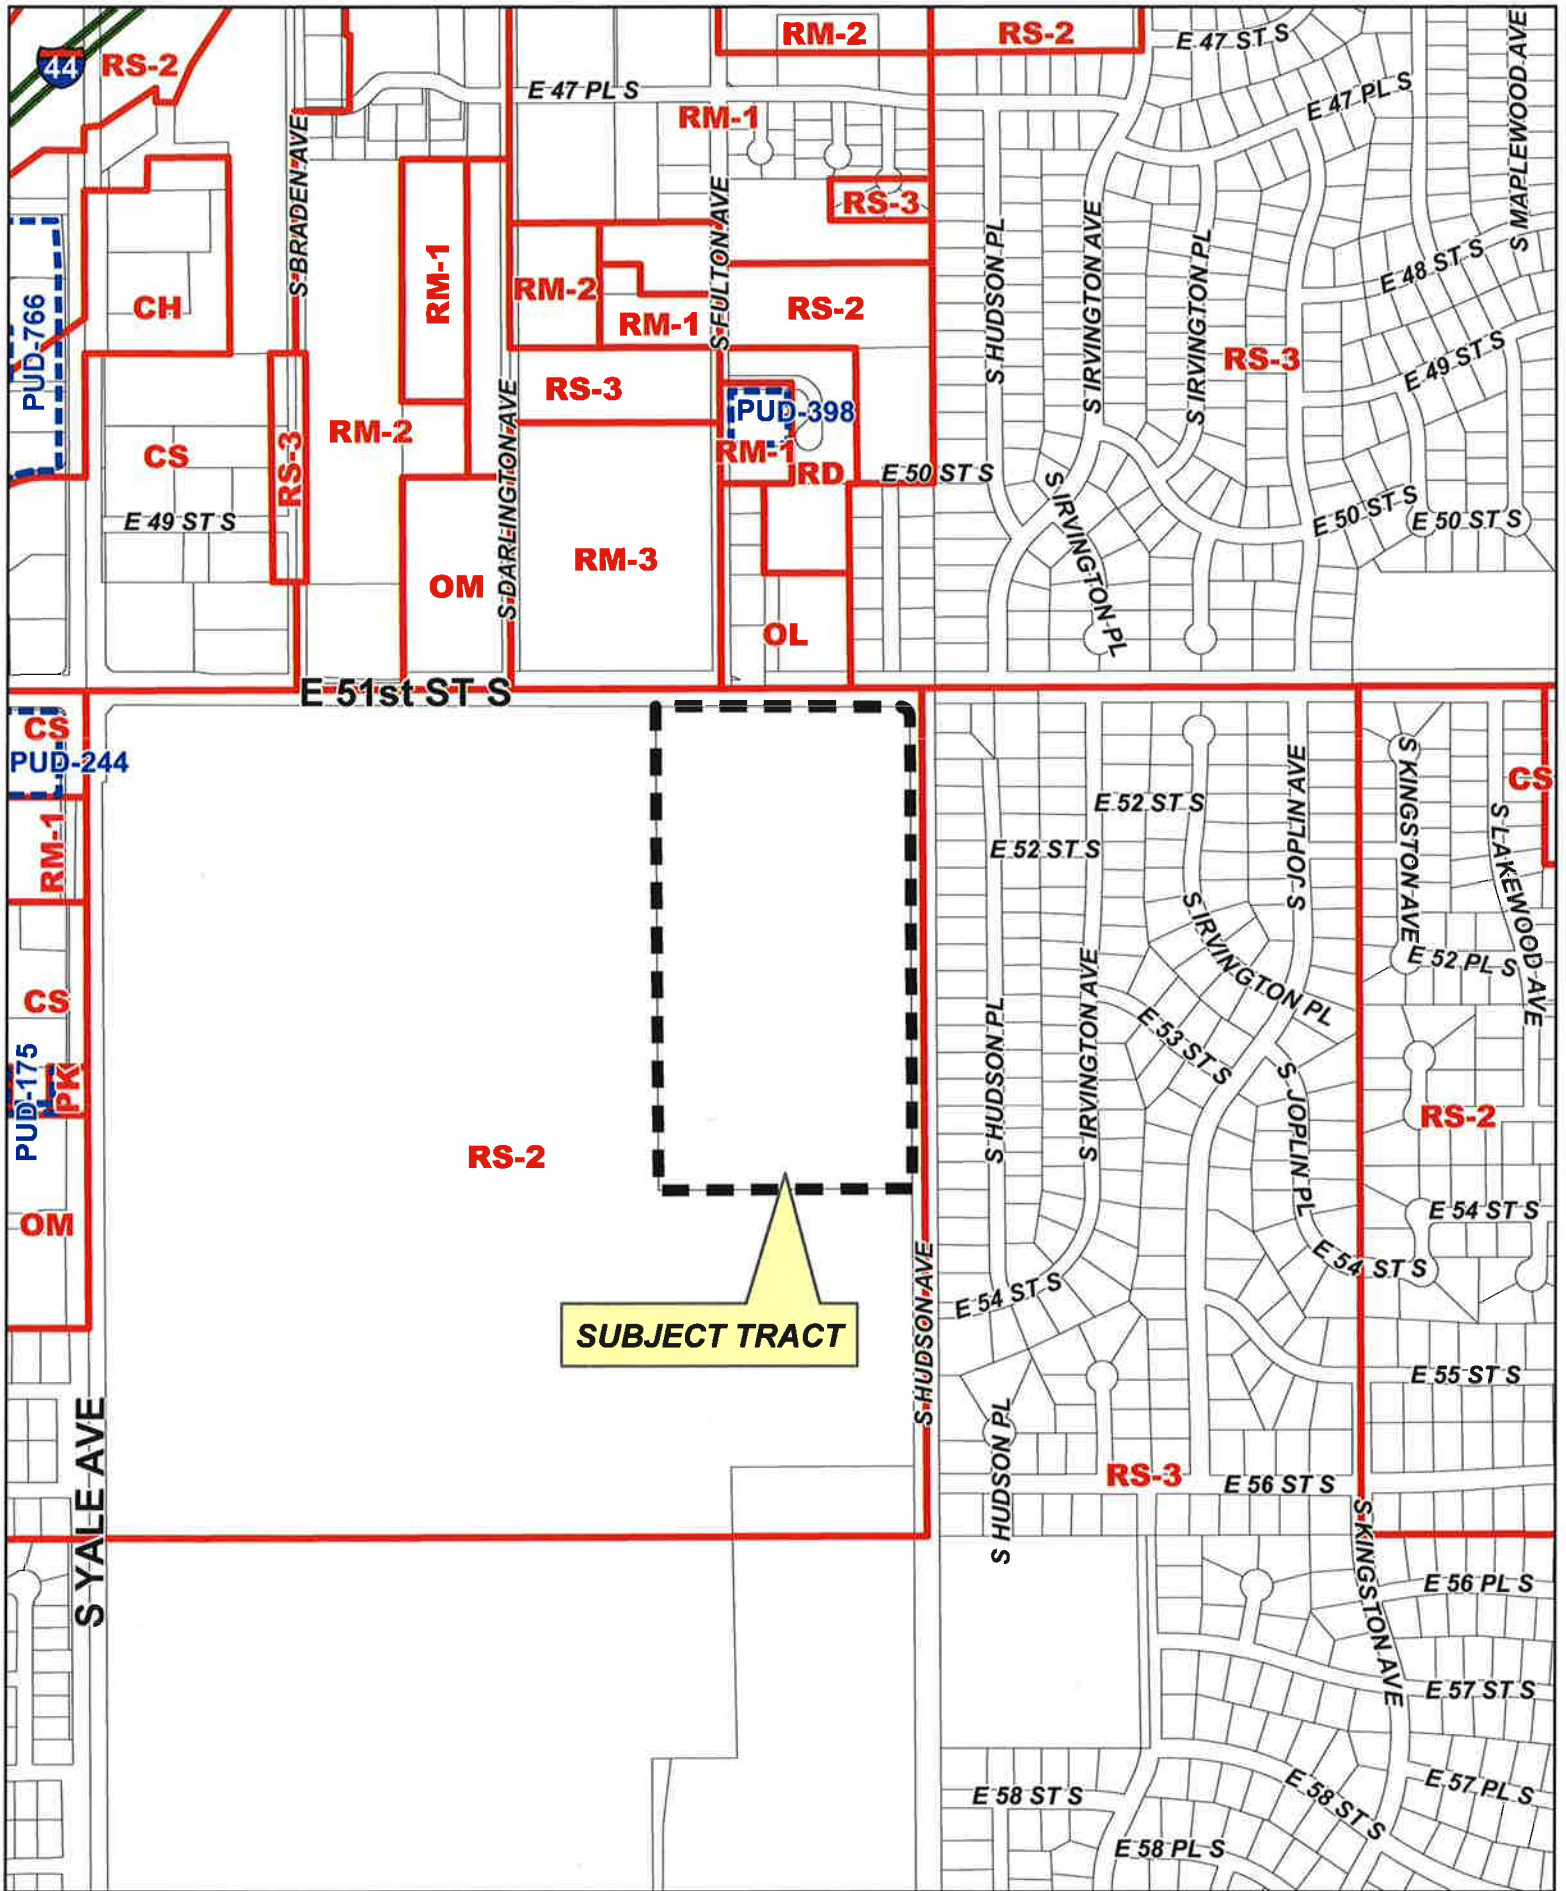 RM-2
RS-2
E 47 ST S
S MAPLEWOOD AVE
44
RS-2
E 47 PL S
E 47 PL S
RM-1
S BRADEN AVE
RS-3
S FULTON AVE
S HUDSON PL
S IRVINGTON AVE
S IRVINGTON PL
E 48 ST S
RM-1
RM-2
CH
RS-2
RM-1
PUD-766
RS-3
E 49 ST S
RS-3
PUD-398
RM-2
S DARLINGTON AVE
RM-1
CS
RS-3
RD
E 50 ST S
S IRVINGTON PL
E 50 ST S
E 50 ST S
E 49 ST S
RM-3
OM
OL
E 51st ST S
CS
PUD-244
S KINGSTON AVE
CS
E 52 ST S
S JOPLIN AVE
RM-1
E 52 ST S
S LAKEWOOD AVE
S IRVINGTON PL
E 52 PL S
CS
S HUDSON PL
S IRVINGTON AVE
E 53 ST S
PUD-175
PK
S JOPLIN PL
RS-2
RS-2
E 54 ST S
OM
E 54 ST S
E 54 ST S
S HUDSON AVE
SUBJECT TRACT
E 55 ST S
S YALE AVE
S HUDSON PL
RS-3
E 56 ST S
S KINGSTON AVE
E 56 PL S
E 57 ST S
E 57 PL S
E 58 ST S
E 58 ST S
E 58 PL S